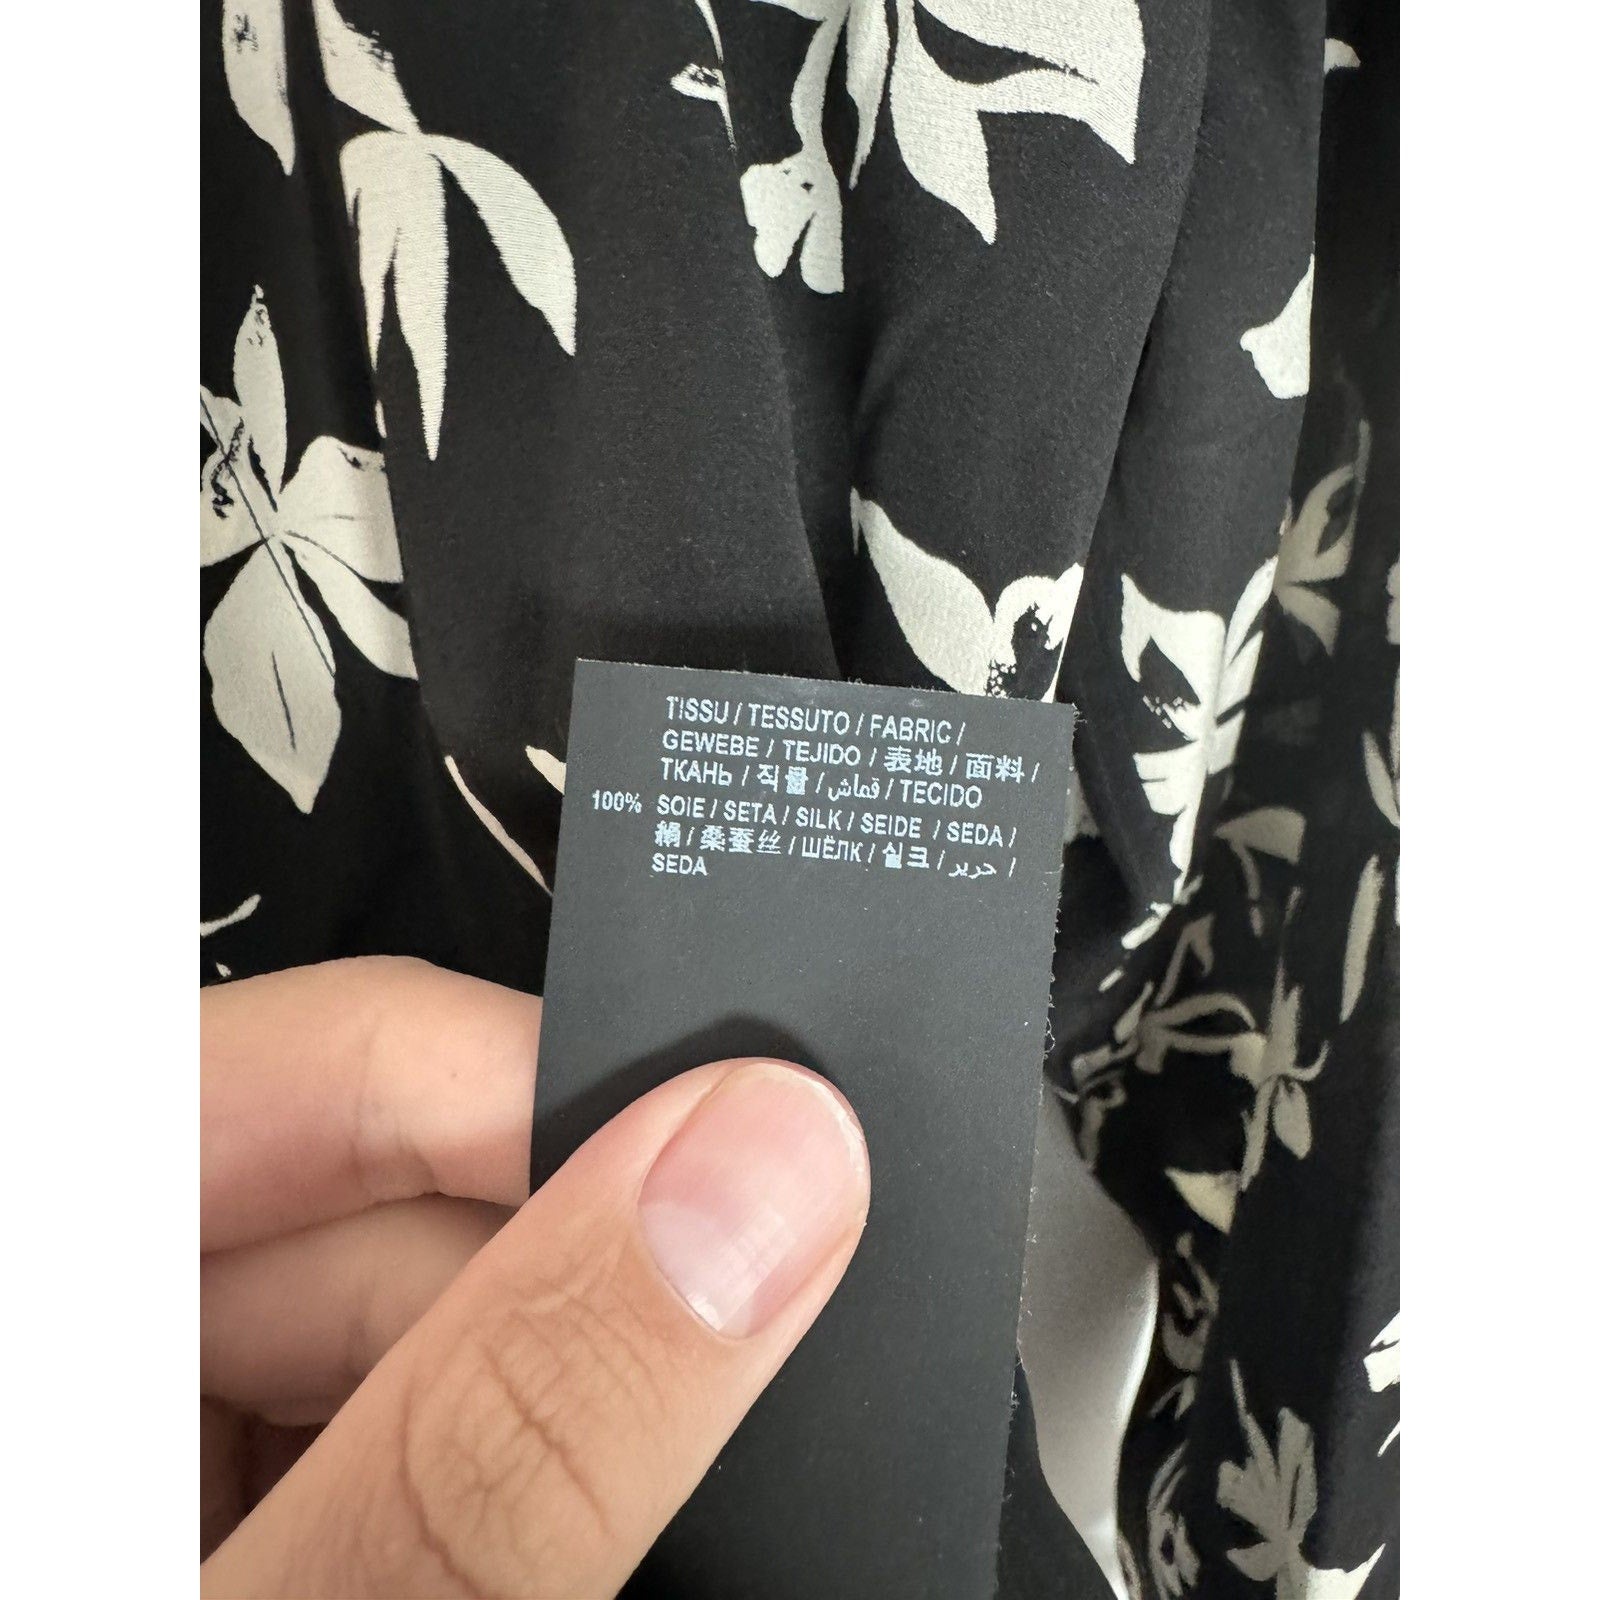 TISSU / TESSUTO / FABRIC /
GEWEBE / TEJIDO / 表地 / 面料 /
ТКАНЬ / 직물 / قماش / TECIDO
100% SOIE / SETA / SILK / SEIDE / SEDA /
絹 / 桑蚕丝 / ШЁЛК / 실크 / حرير /
SEDA